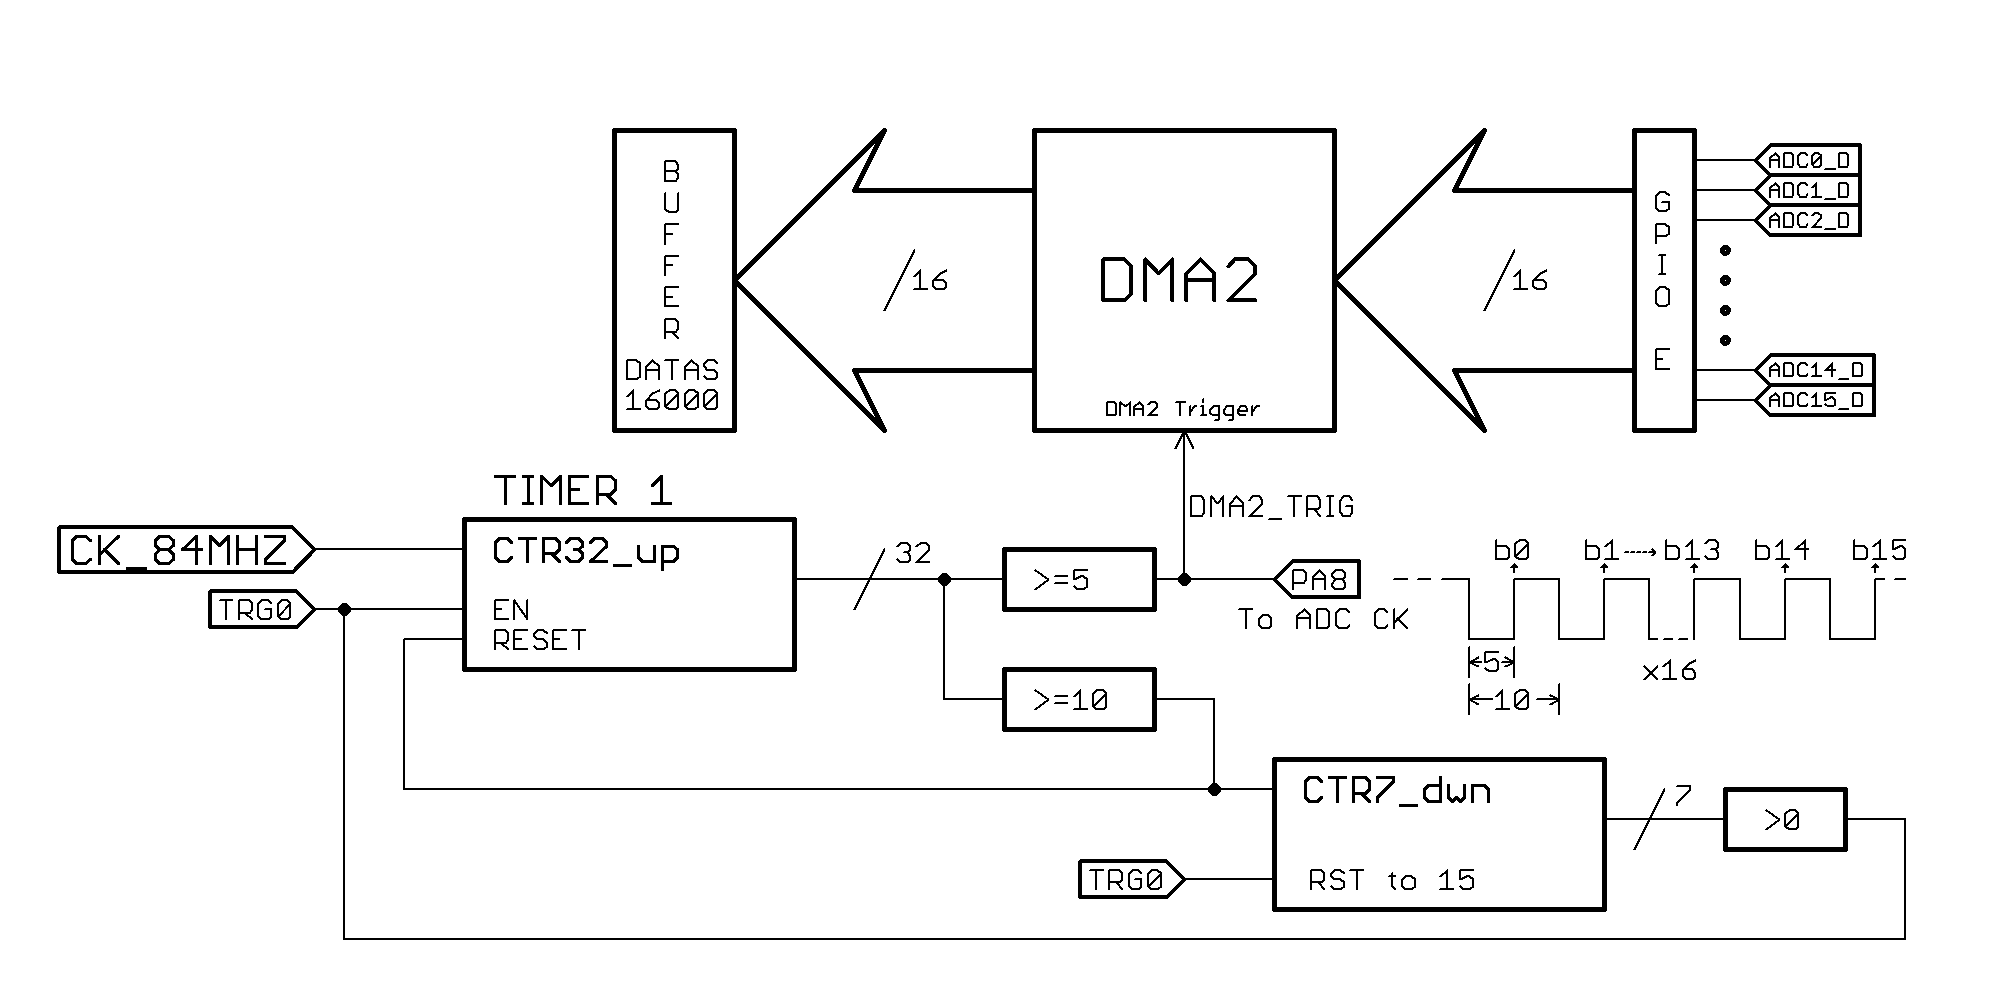 B
U
F
F
E
R
DATAS
16000
/16
DMA2
DMA2 Trigger
/16
G
P
I
O
E
ADC0_D
ADC1_D
ADC2_D
ADC14_D
ADC15_D
TIMER 1
CK_84MHZ
CTR32_up
TRG0
EN
RESET
32
DMA2_TRIG
>=5
PA8
To ADC CK
b0
b1
b13
b14
b15
5
10
x16
>=10
CTR7_dwn
7
>0
TRG0
RST to 15